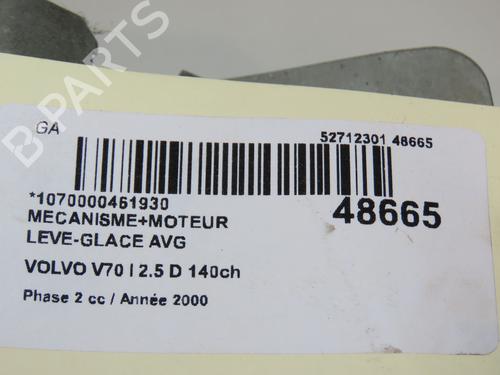 B-PARTS
GA
52712301 48665
*1070000461930
48665
MECANISME+MOTEUR
LEVE-GLACE AVG
VOLVO V70 I 2.5 D 140ch
Phase 2 cc / Année 2000